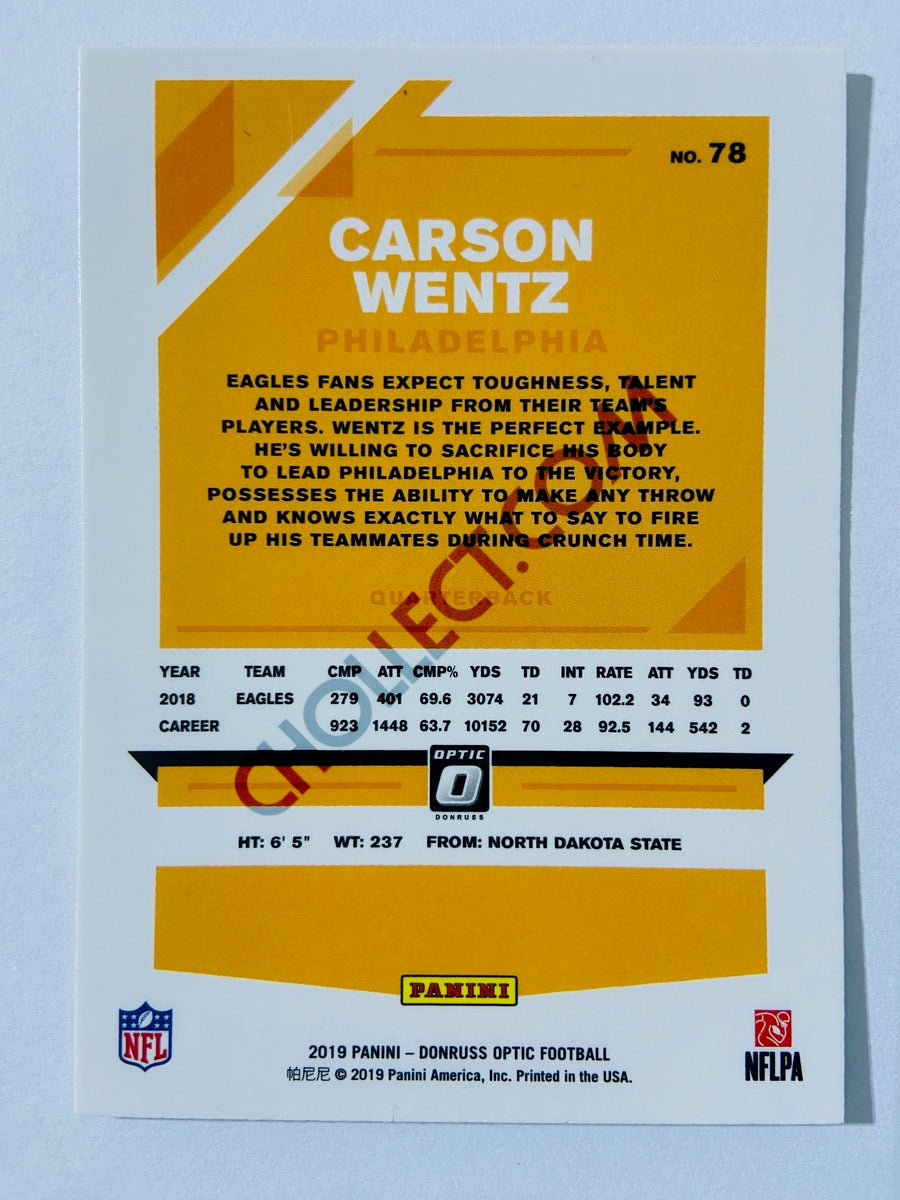 NO. 78
CARSON
WENTZ
PHILADELPHIA
EAGLES FANS EXPECT TOUGHNESS, TALENT
AND LEADERSHIP FROM THEIR TEAM'S
PLAYERS. WENTZ IS THE PERFECT EXAMPLE.
HE'S WILLING TO SACRIFICE HIS BODY
TO LEAD PHILADELPHIA TO THE VICTORY,
POSSESSES THE ABILITY TO MAKE ANY THROW
AND KNOWS EXACTLY WHAT TO SAY TO FIRE
UP HIS TEAMMATES DURING CRUNCH TIME.
QUARTERBACK
CHOLLECT.COM
YEAR TEAM CMP ATT CMP% YDS TD INT RATE ATT YDS TD
2018 EAGLES 279 401 69.6 3074 21 7 102.2 34 93 0
CAREER 923 1448 63.7 10152 70 28 92.5 144 542 2
OPTIC
O
DONRUSS
HT: 6' 5" WT: 237 FROM: NORTH DAKOTA STATE
PANINI
NFL
NFLPA
2019 PANINI – DONRUSS OPTIC FOOTBALL
帕尼尼 © 2019 Panini America, Inc. Printed in the USA.